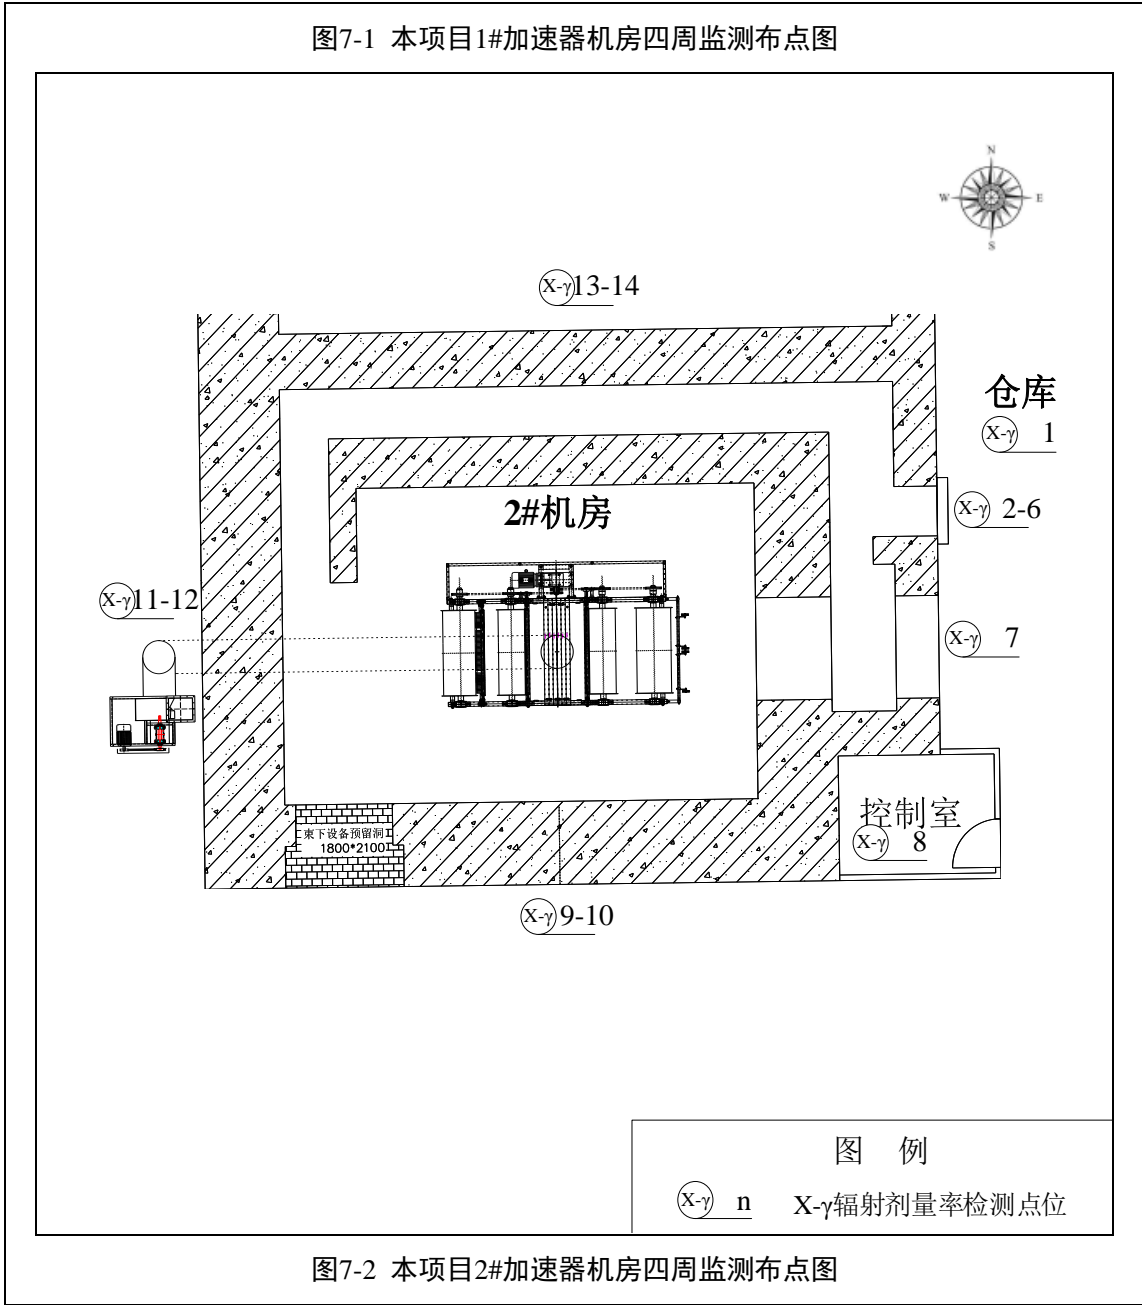 图7-1 本项目1#加速器机房四周监测布点图
N
W E
S
X-γ 13-14
仓库
X-γ 1
2#机房
X-γ 2-6
X-γ 11-12
X-γ 7
束下设备预留洞
1800*2100
控制室
X-γ 8
X-γ 9-10
图 例
X-γ n X-γ辐射剂量率检测点位
图7-2 本项目2#加速器机房四周监测布点图